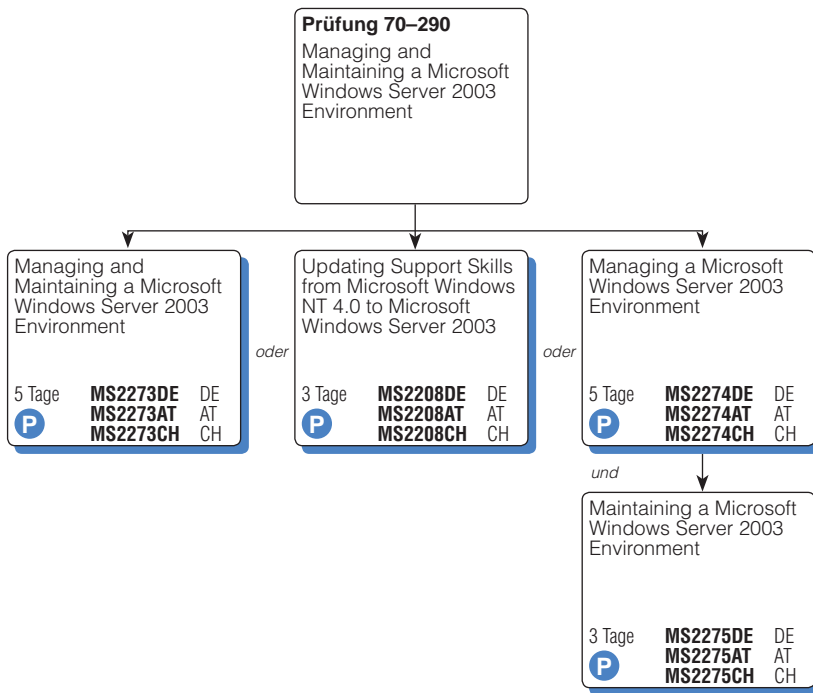 Prüfung 70–290
Managing and
Maintaining a Microsoft
Windows Server 2003
Environment
Managing and
Maintaining a Microsoft
Windows Server 2003
Environment
5 Tage MS2273DE DE
P MS2273AT AT
MS2273CH CH
oder
Updating Support Skills
from Microsoft Windows
NT 4.0 to Microsoft
Windows Server 2003
3 Tage MS2208DE DE
P MS2208AT AT
MS2208CH CH
oder
Managing a Microsoft
Windows Server 2003
Environment
5 Tage MS2274DE DE
P MS2274AT AT
MS2274CH CH
und
Maintaining a Microsoft
Windows Server 2003
Environment
3 Tage MS2275DE DE
P MS2275AT AT
MS2275CH CH